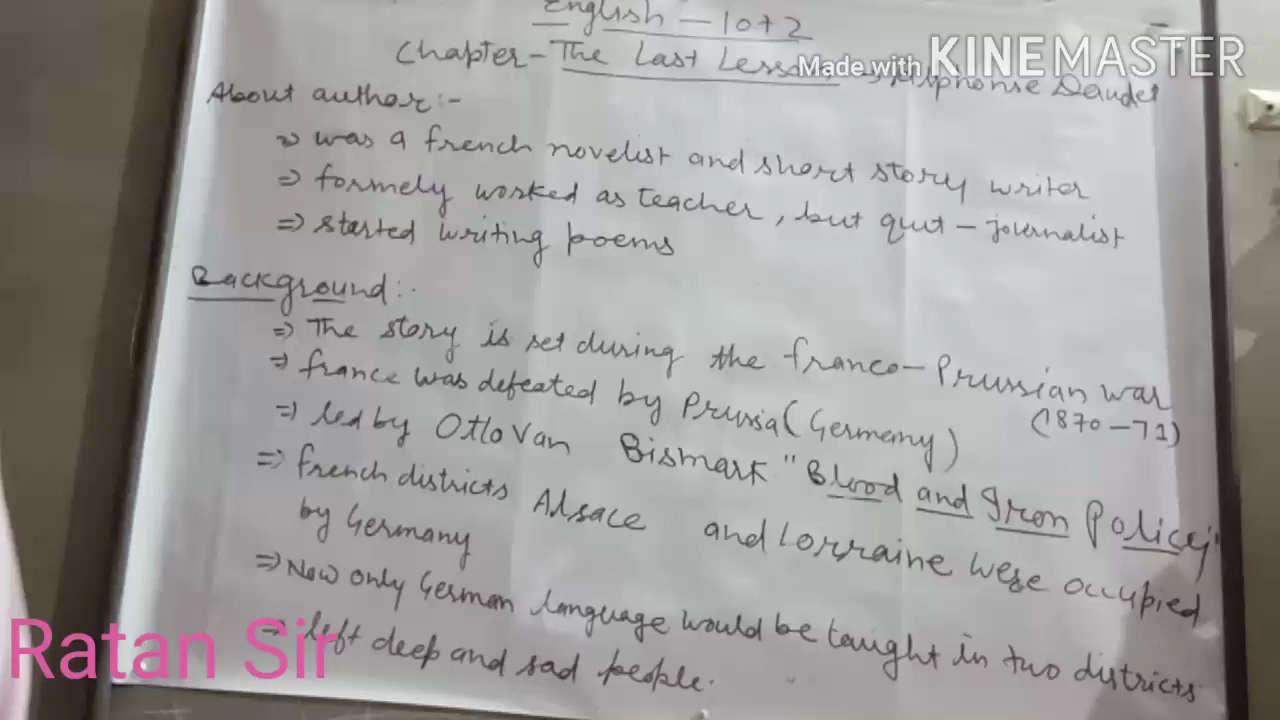 English - 10+2
Chapter - The Last Lesson - Alphonse Daudet
Made with KINEMASTER
About author:-
⇒ was a french novelist and short story writer
⇒ formely worked as teacher, but quit - journalist
⇒ started writing poems
Background:-
⇒ The story is set during the franco-Prussian war
(1870-71)
⇒ france was defeated by Prussia (Germany)
⇒ led by Otto Van Bismark "Blood and Iron Policy"
⇒ french districts Alsace and Lorraine were occupied
by Germany
⇒ Now only German language would be taught in two districts
⇒ left deep and sad people.
Ratan Sir